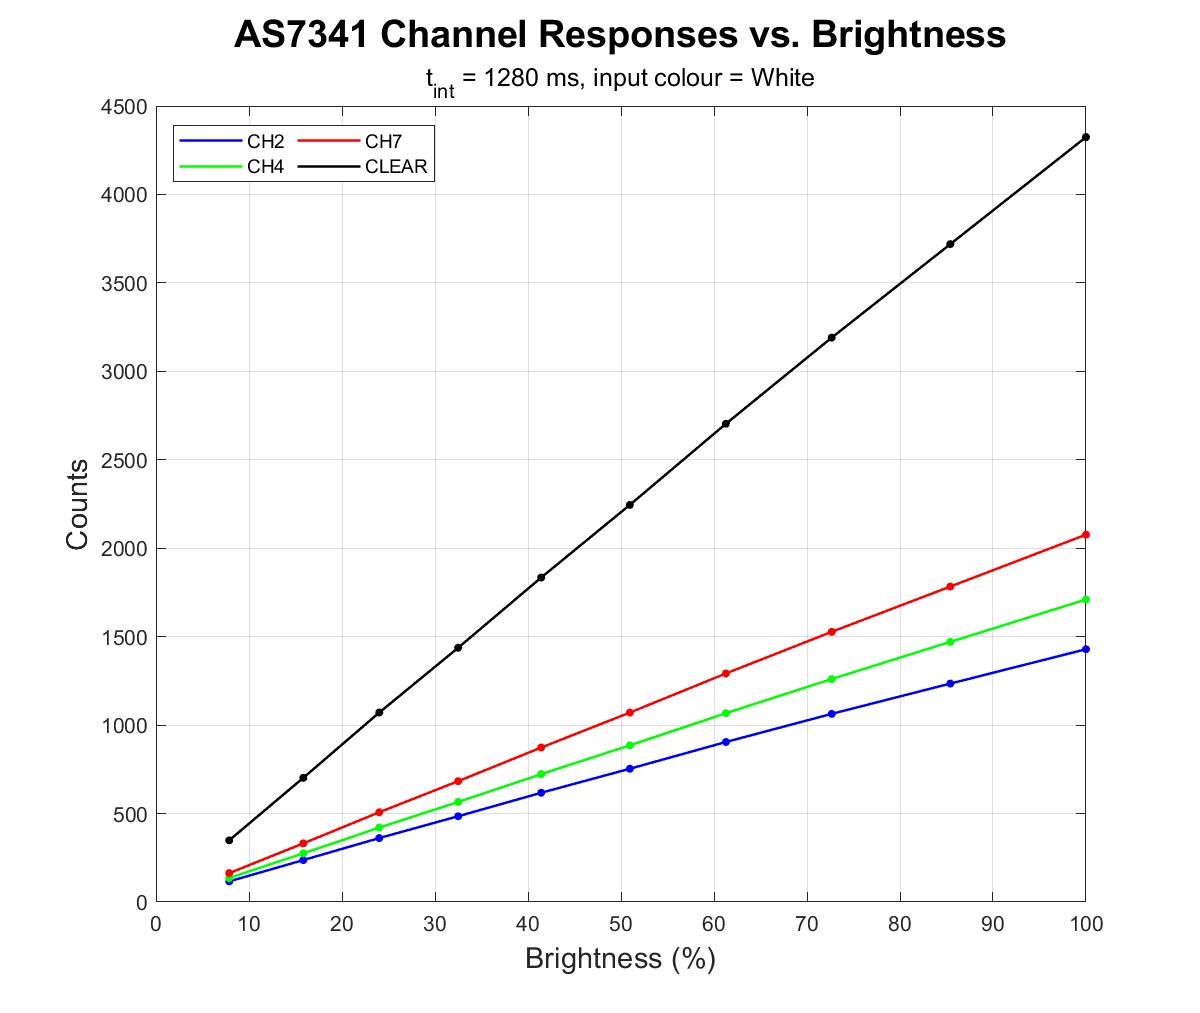 AS7341 Channel Responses vs. Brightness
t_int = 1280 ms, input colour = White
CH2 CH7
CH4 CLEAR
4500
4000
3500
3000
2500
2000
1500
1000
500
0
Counts
0 10 20 30 40 50 60 70 80 90 100
Brightness (%)